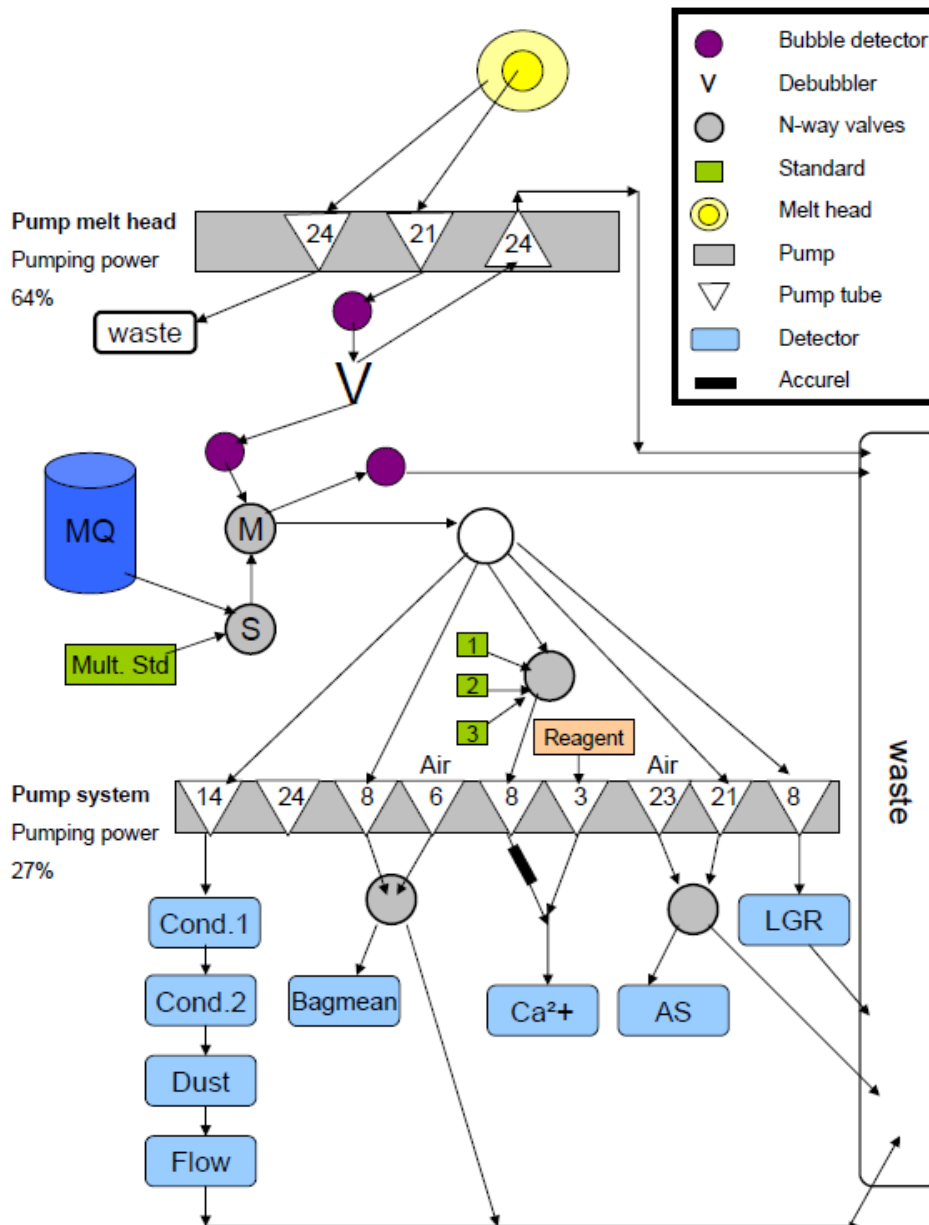 Bubble detector
V
Debubbler
N-way valves
Standard
Melt head
Pump
Pump tube
Detector
Accurel
Pump melt head
Pumping power
64%
24
21
24
waste
V
MQ
M
S
Mult. Std
1
2
3
Reagent
Air
Air
Pump system
Pumping power
27%
14
24
8
6
8
3
23
21
8
waste
Cond.1
Cond.2
Dust
Flow
Bagmean
Ca²+
AS
LGR